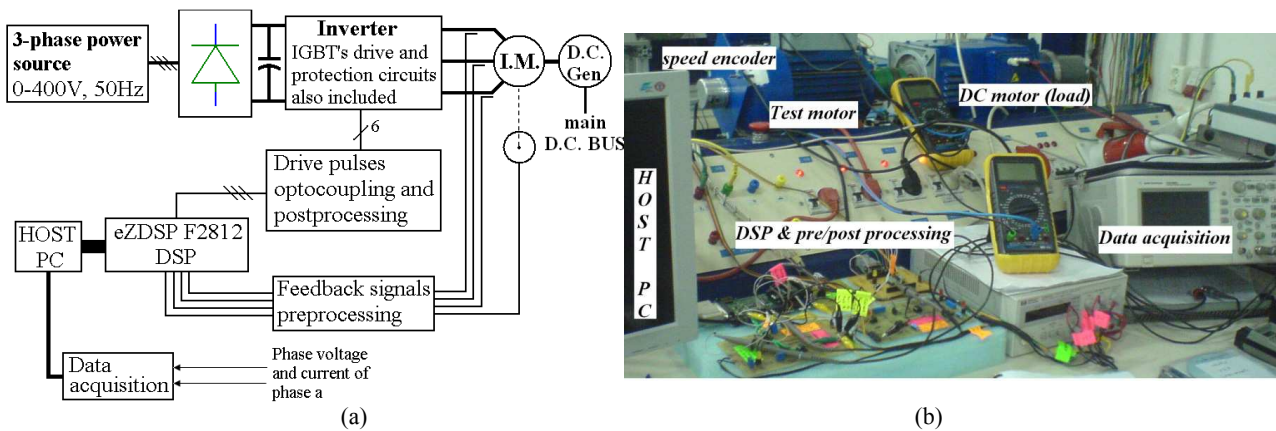 3-phase power
source
0-400V, 50Hz
Inverter
IGBT's drive and
protection circuits
also included
I.M.
D.C.
Gen
main
D.C. BUS
6
Drive pulses
optocoupling and
postprocessing
HOST
PC
eZDSP F2812
DSP
Feedback signals
preprocessing
Data
acquisition
Phase voltage
and current of
phase a
(a)
speed encoder
Test motor
DC motor (load)
HOST PC
DSP & pre/post processing
Data acquisition
(b)